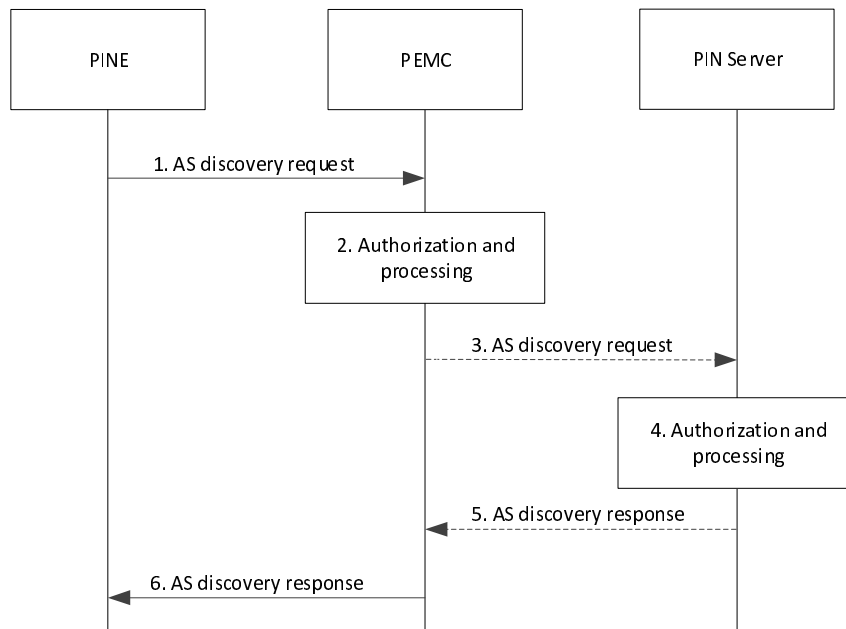 PINE
PEMC
PIN Server
1. AS discovery request
2. Authorization and
processing
3. AS discovery request
4. Authorization and
processing
5. AS discovery response
6. AS discovery response